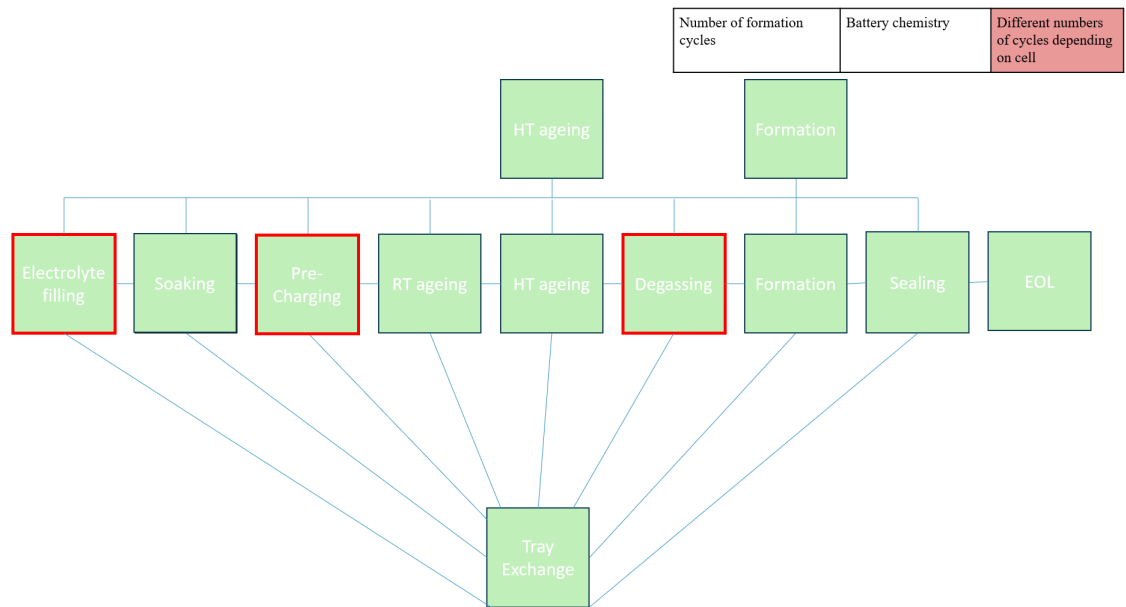 Number of formation
cycles
Battery chemistry
Different numbers
of cycles depending
on cell
HT ageing
Formation
Electrolyte
filling
Soaking
Pre-
Charging
RT ageing
HT ageing
Degassing
Formation
Sealing
EOL
Tray
Exchange